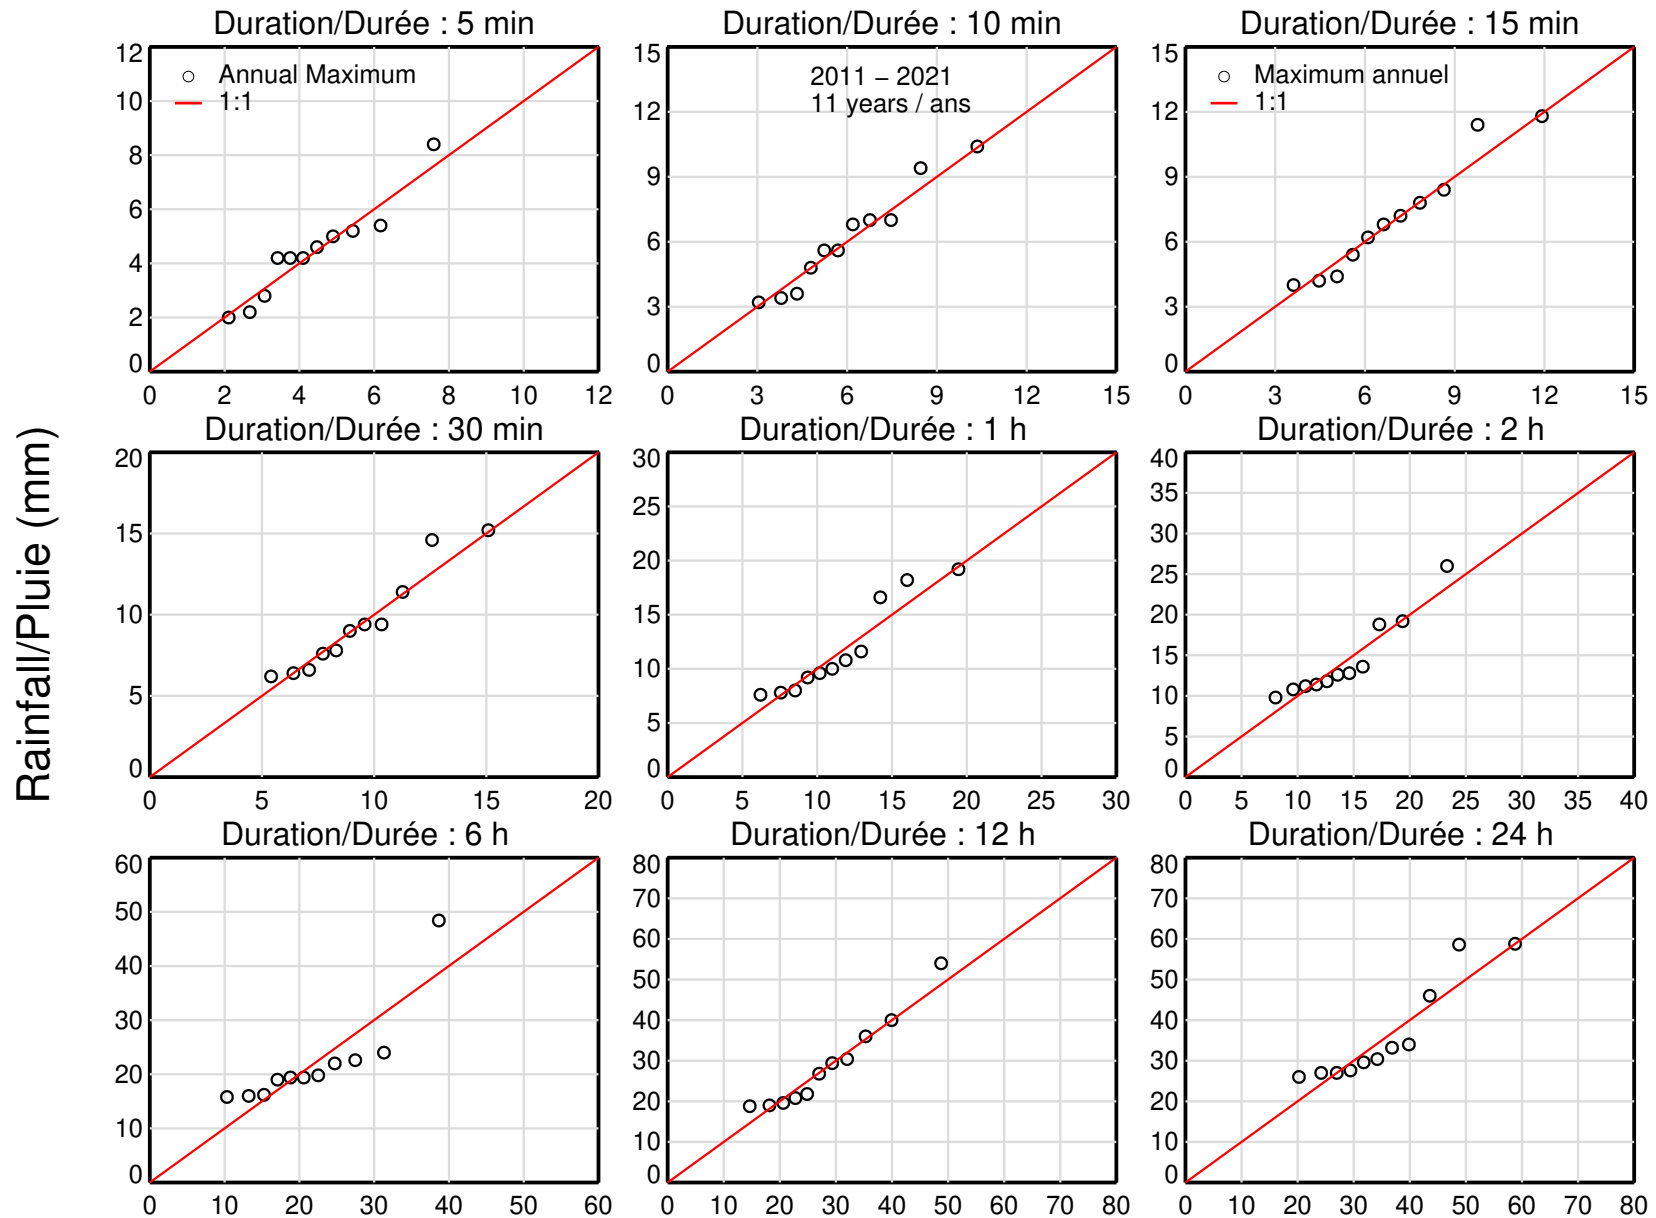 Duration/Durée : 5 min
Duration/Durée : 10 min
Duration/Durée : 15 min
12
10
8
6
4
2
0
Annual Maximum
1:1
0 2 4 6 8 10 12
15
12
9
6
3
0
2011 − 2021
11 years / ans
0 3 6 9 12 15
15
12
9
6
3
0
Maximum annuel
1:1
0 3 6 9 12 15
Rainfall/Pluie (mm)
Duration/Durée : 30 min
Duration/Durée : 1 h
Duration/Durée : 2 h
20
15
10
5
0
0 5 10 15 20
30
25
20
15
10
5
0
0 5 10 15 20 25 30
40
35
30
25
20
15
10
5
0
0 5 10 15 20 25 30 35 40
Duration/Durée : 6 h
Duration/Durée : 12 h
Duration/Durée : 24 h
60
50
40
30
20
10
0
0 10 20 30 40 50 60
80
70
60
50
40
30
20
10
0
0 10 20 30 40 50 60 70 80
80
70
60
50
40
30
20
10
0
0 10 20 30 40 50 60 70 80